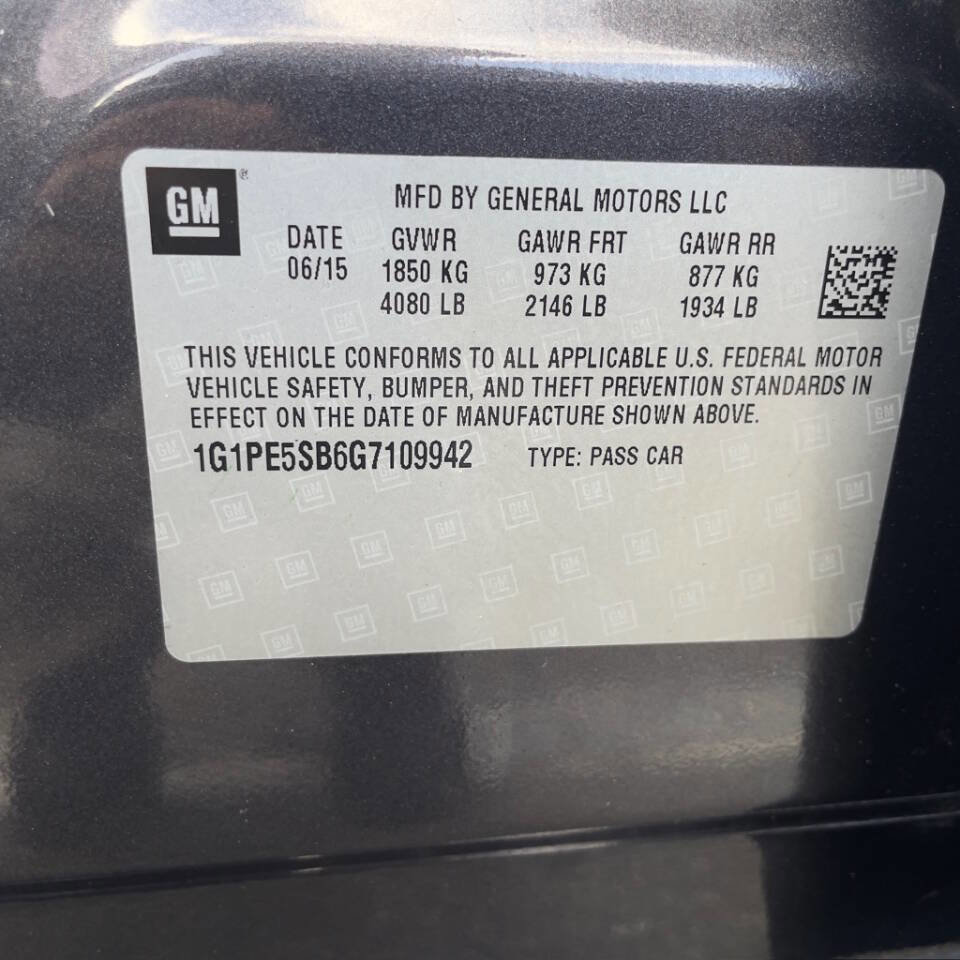 GM
MFD BY GENERAL MOTORS LLC
DATE GVWR GAWR FRT GAWR RR
06/15 1850 KG 973 KG 877 KG
4080 LB 2146 LB 1934 LB
THIS VEHICLE CONFORMS TO ALL APPLICABLE U.S. FEDERAL MOTOR
VEHICLE SAFETY, BUMPER, AND THEFT PREVENTION STANDARDS IN
EFFECT ON THE DATE OF MANUFACTURE SHOWN ABOVE.
1G1PE5SB6G7109942 TYPE: PASS CAR